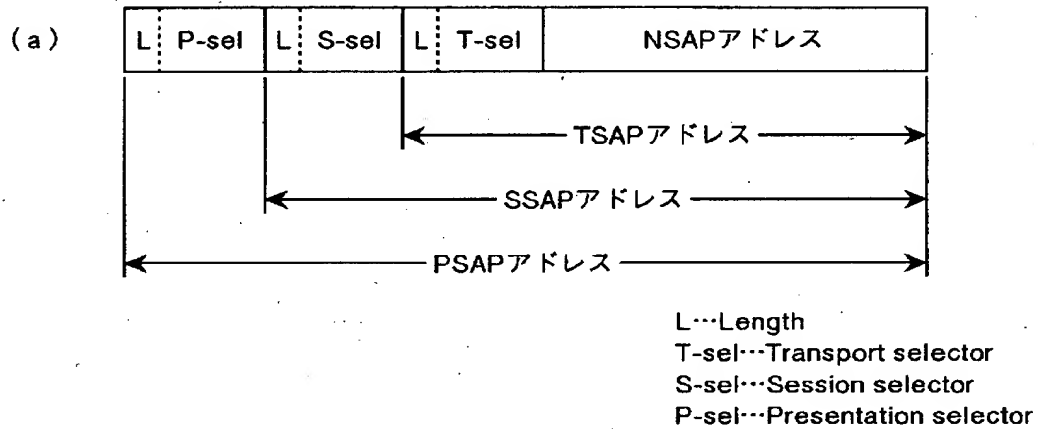 (a) L P-sel L S-sel L T-sel NSAPアドレス
TSAPアドレス
SSAPアドレス
PSAPアドレス
L…Length
T-sel…Transport selector
S-sel…Session selector
P-sel…Presentation selector